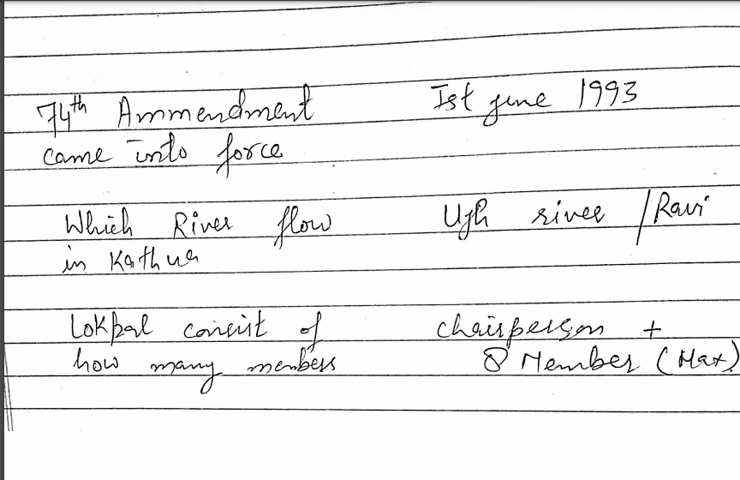 74th Ammendment Ist june 1993
came into force
Which River flow Ujh river / Ravi
in Kathua
Lokpal consist of chairperson +
how many members 8 Member (Max)